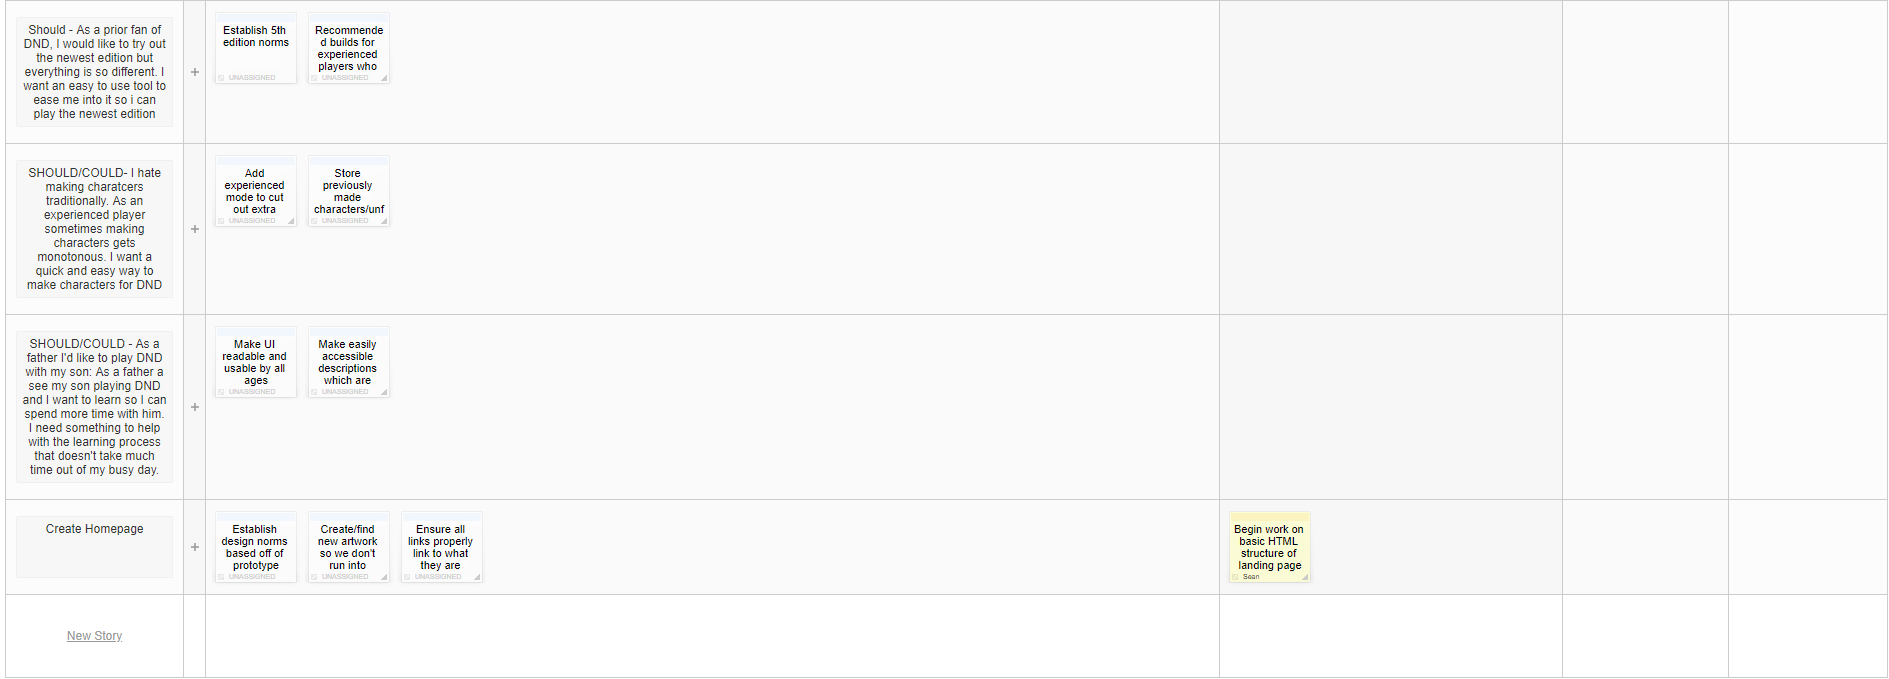 Should - As a prior fan of
DND, I would like to try out
the newest edition but
everything is so different. I
want an easy to use tool to
ease me into it so i can
play the newest edition
+
Establish 5th
edition norms
UNASSIGNED
Recommende
d builds for
experienced
players who
UNASSIGNED
SHOULD/COULD- I hate
making charatcers
traditionally. As an
experienced player
sometimes making
characters gets
monotonous. I want a
quick and easy way to
make characters for DND
+
Add
experienced
mode to cut
out extra
UNASSIGNED
Store
previously
made
characters/unf
UNASSIGNED
SHOULD/COULD - As a
father I'd like to play DND
with my son: As a father a
see my son playing DND
and I want to learn so I can
spend more time with him.
I need something to help
with the learning process
that doesn't take much
time out of my busy day.
+
Make UI
readable and
usable by all
ages
UNASSIGNED
Make easily
accessible
descriptions
which are
UNASSIGNED
Create Homepage
+
Establish
design norms
based off of
prototype
UNASSIGNED
Create/find
new artwork
so we don't
run into
UNASSIGNED
Ensure all
links properly
link to what
they are
UNASSIGNED
Begin work on
basic HTML
structure of
landing page
Sean
New Story